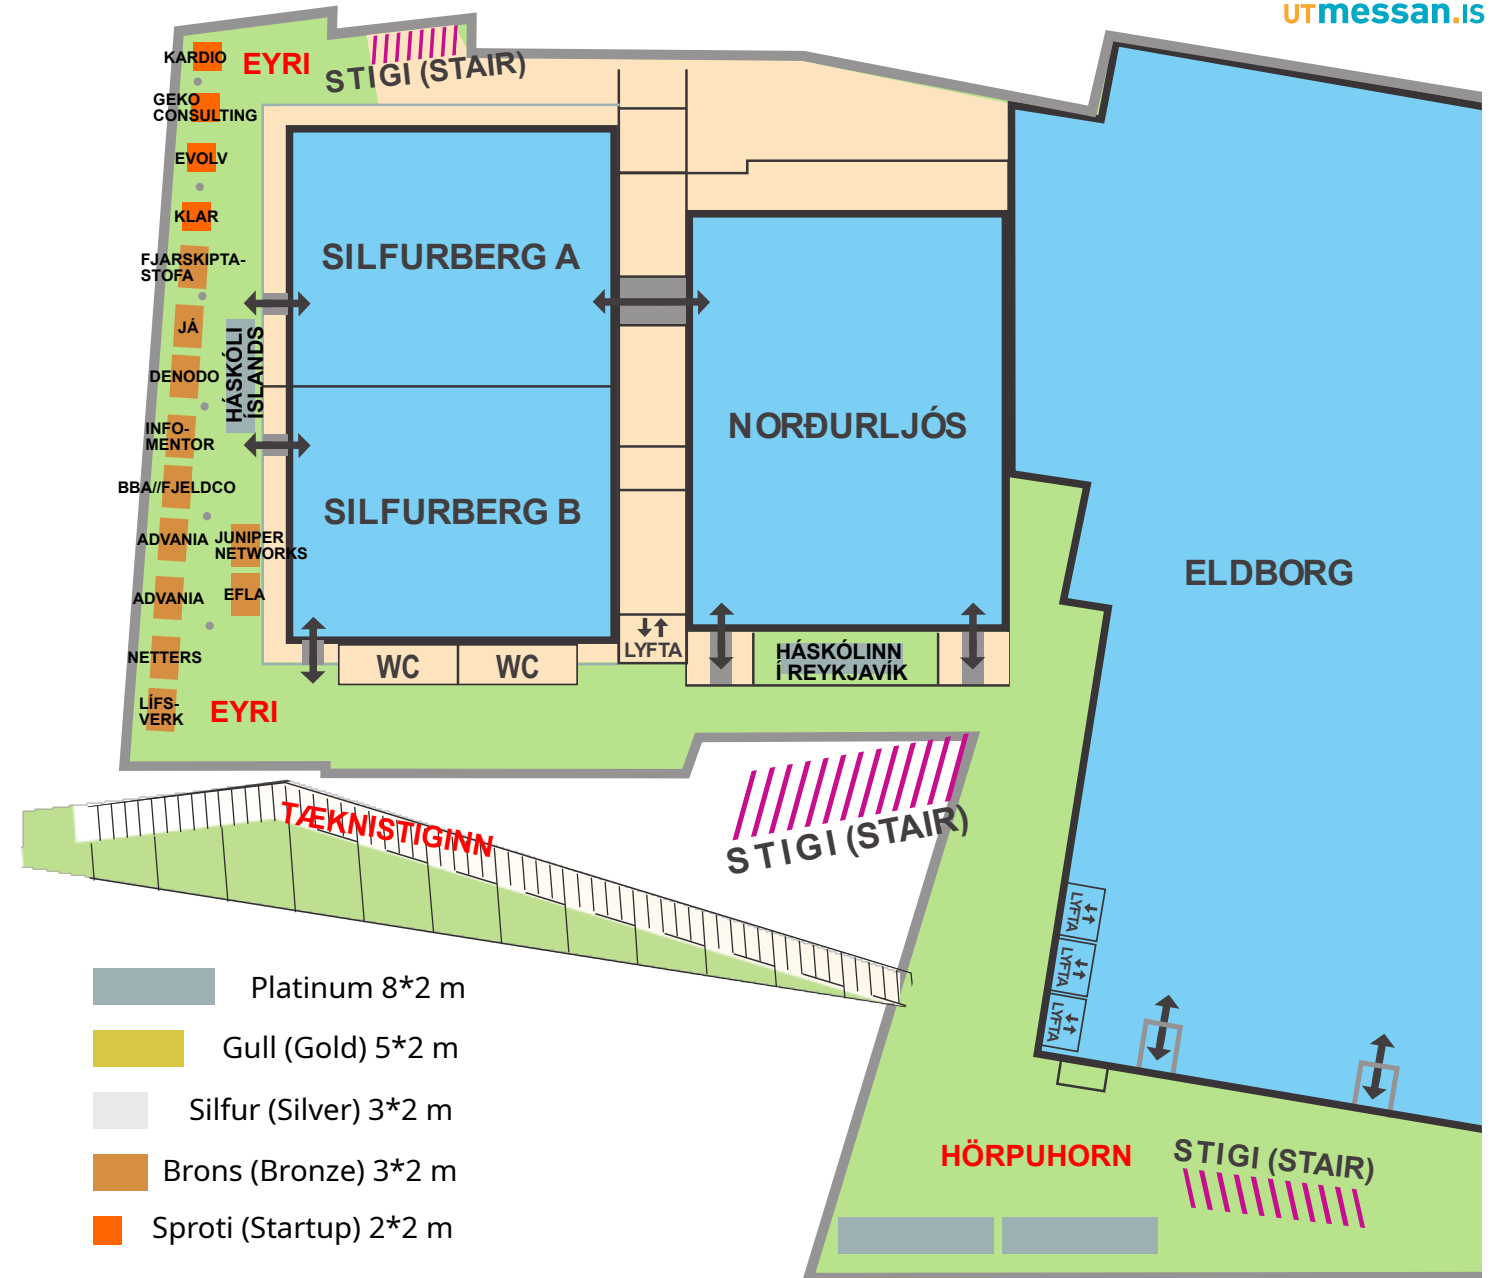 UTmessan.is
KARDIO
EYRI
STIGI (STAIR)
GEKO
CONSULTING
EVOLV
KLAR
SILFURBERG A
FJARSKIPTA-
STOFA
JÁ
HÁSKÓLI
ÍSLANDS
DENODO
NORÐURLJÓS
INFO-
MENTOR
BBA//FJELDCO
SILFURBERG B
ADVANIA
JUNIPER
NETWORKS
ELDBORG
ADVANIA
EFLA
NETTERS
WC
WC
LYFTA
HÁSKÓLINN
Í REYKJAVÍK
LÍFS-
VERK
EYRI
TÆKNISTIGINN
STIGI (STAIR)
LYFTA
LYFTA
LYFTA
Platinum 8*2 m
Gull (Gold) 5*2 m
Silfur (Silver) 3*2 m
Brons (Bronze) 3*2 m
Sproti (Startup) 2*2 m
HÖRPUHORN
STIGI (STAIR)